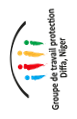 Groupe de travail protection
Diffa, Niger